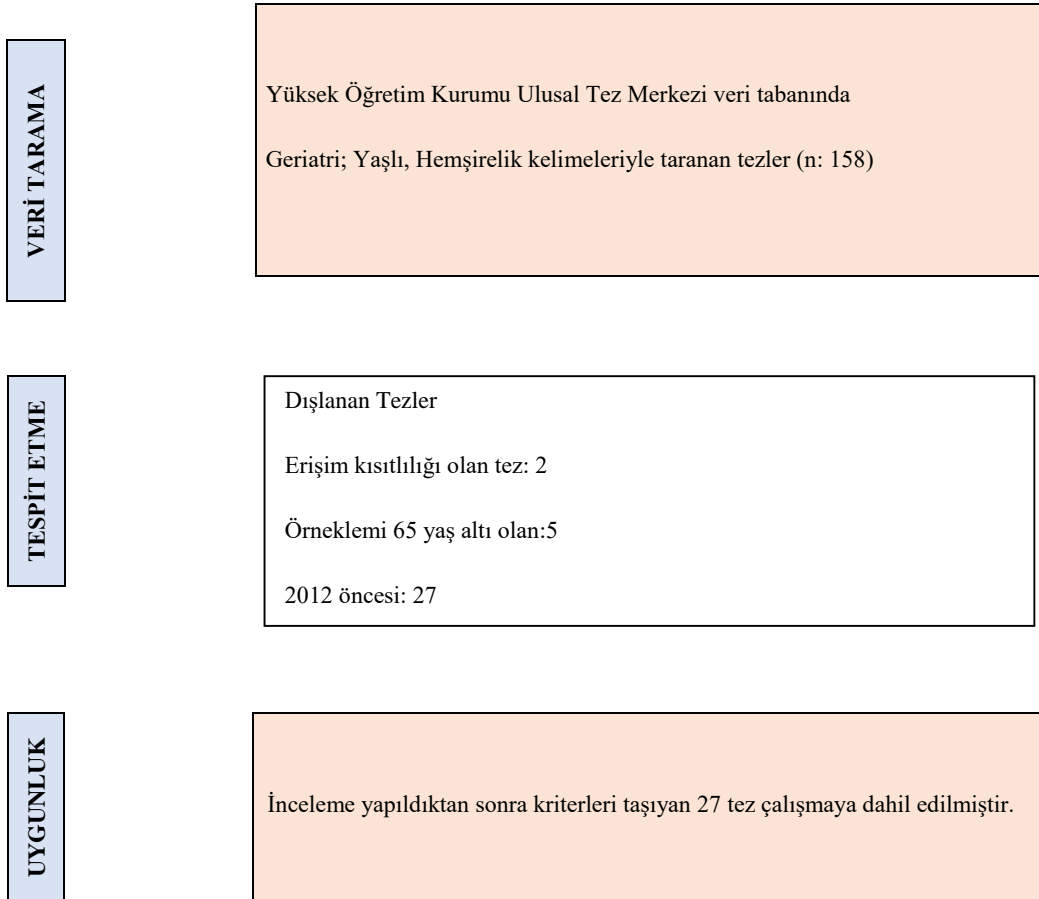 VERİ TARAMA
Yüksek Öğretim Kurumu Ulusal Tez Merkezi veri tabanında
Geriatri; Yaşlı, Hemşirelik kelimeleriyle taranan tezler (n: 158)
TESPİT ETME
Dışlanan Tezler
Erişim kısıtlılığı olan tez: 2
Örneklemi 65 yaş altı olan:5
2012 öncesi: 27
UYGUNLUK
İnceleme yapıldıktan sonra kriterleri taşıyan 27 tez çalışmaya dahil edilmiştir.